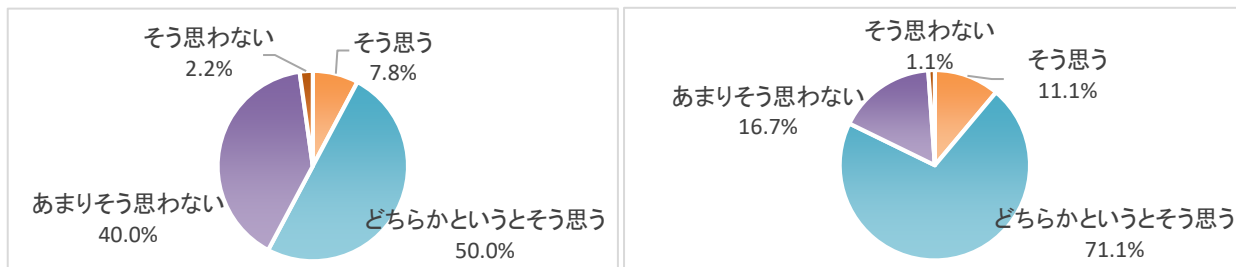 そう思わない
2.2%
そう思う
7.8%
あまりそう思わない
40.0%
どちらかというとそう思う
50.0%
そう思わない
1.1%
そう思う
11.1%
あまりそう思わない
16.7%
どちらかというとそう思う
71.1%